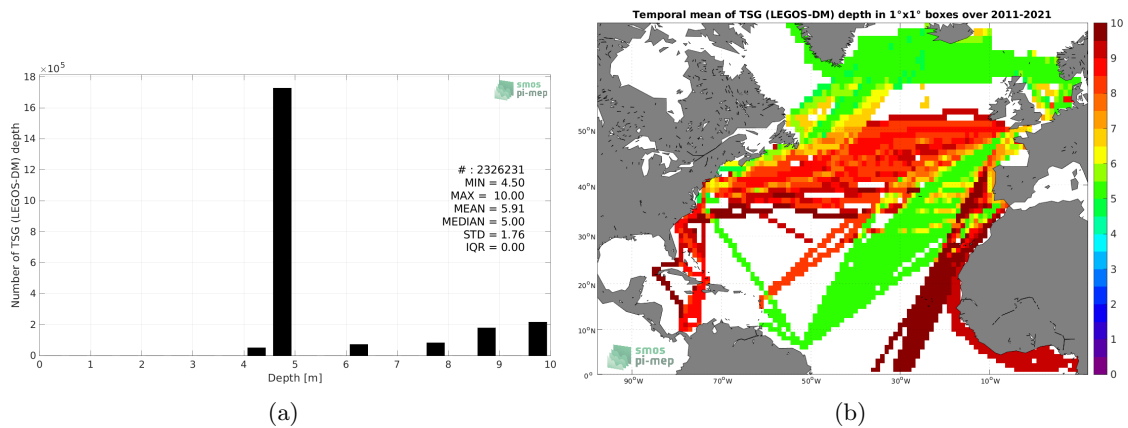 ×10⁵
18
16
14
12
10
8
6
4
2
0
Number of TSG (LEGOS-DM) depth
smos
pi-mep
# : 2326231
MIN = 4.50
MAX = 10.00
MEAN = 5.91
MEDIAN = 5.00
STD = 1.76
IQR = 0.00
0 1 2 3 4 5 6 7 8 9 10
Depth [m]
(a)
Temporal mean of TSG (LEGOS-DM) depth in 1°x1° boxes over 2011-2021
50°N
40°N
30°N
20°N
10°N
0°
90°W 70°W 50°W 30°W 10°W
smos
pi-mep
10
9
8
7
6
5
4
3
2
1
0
(b)